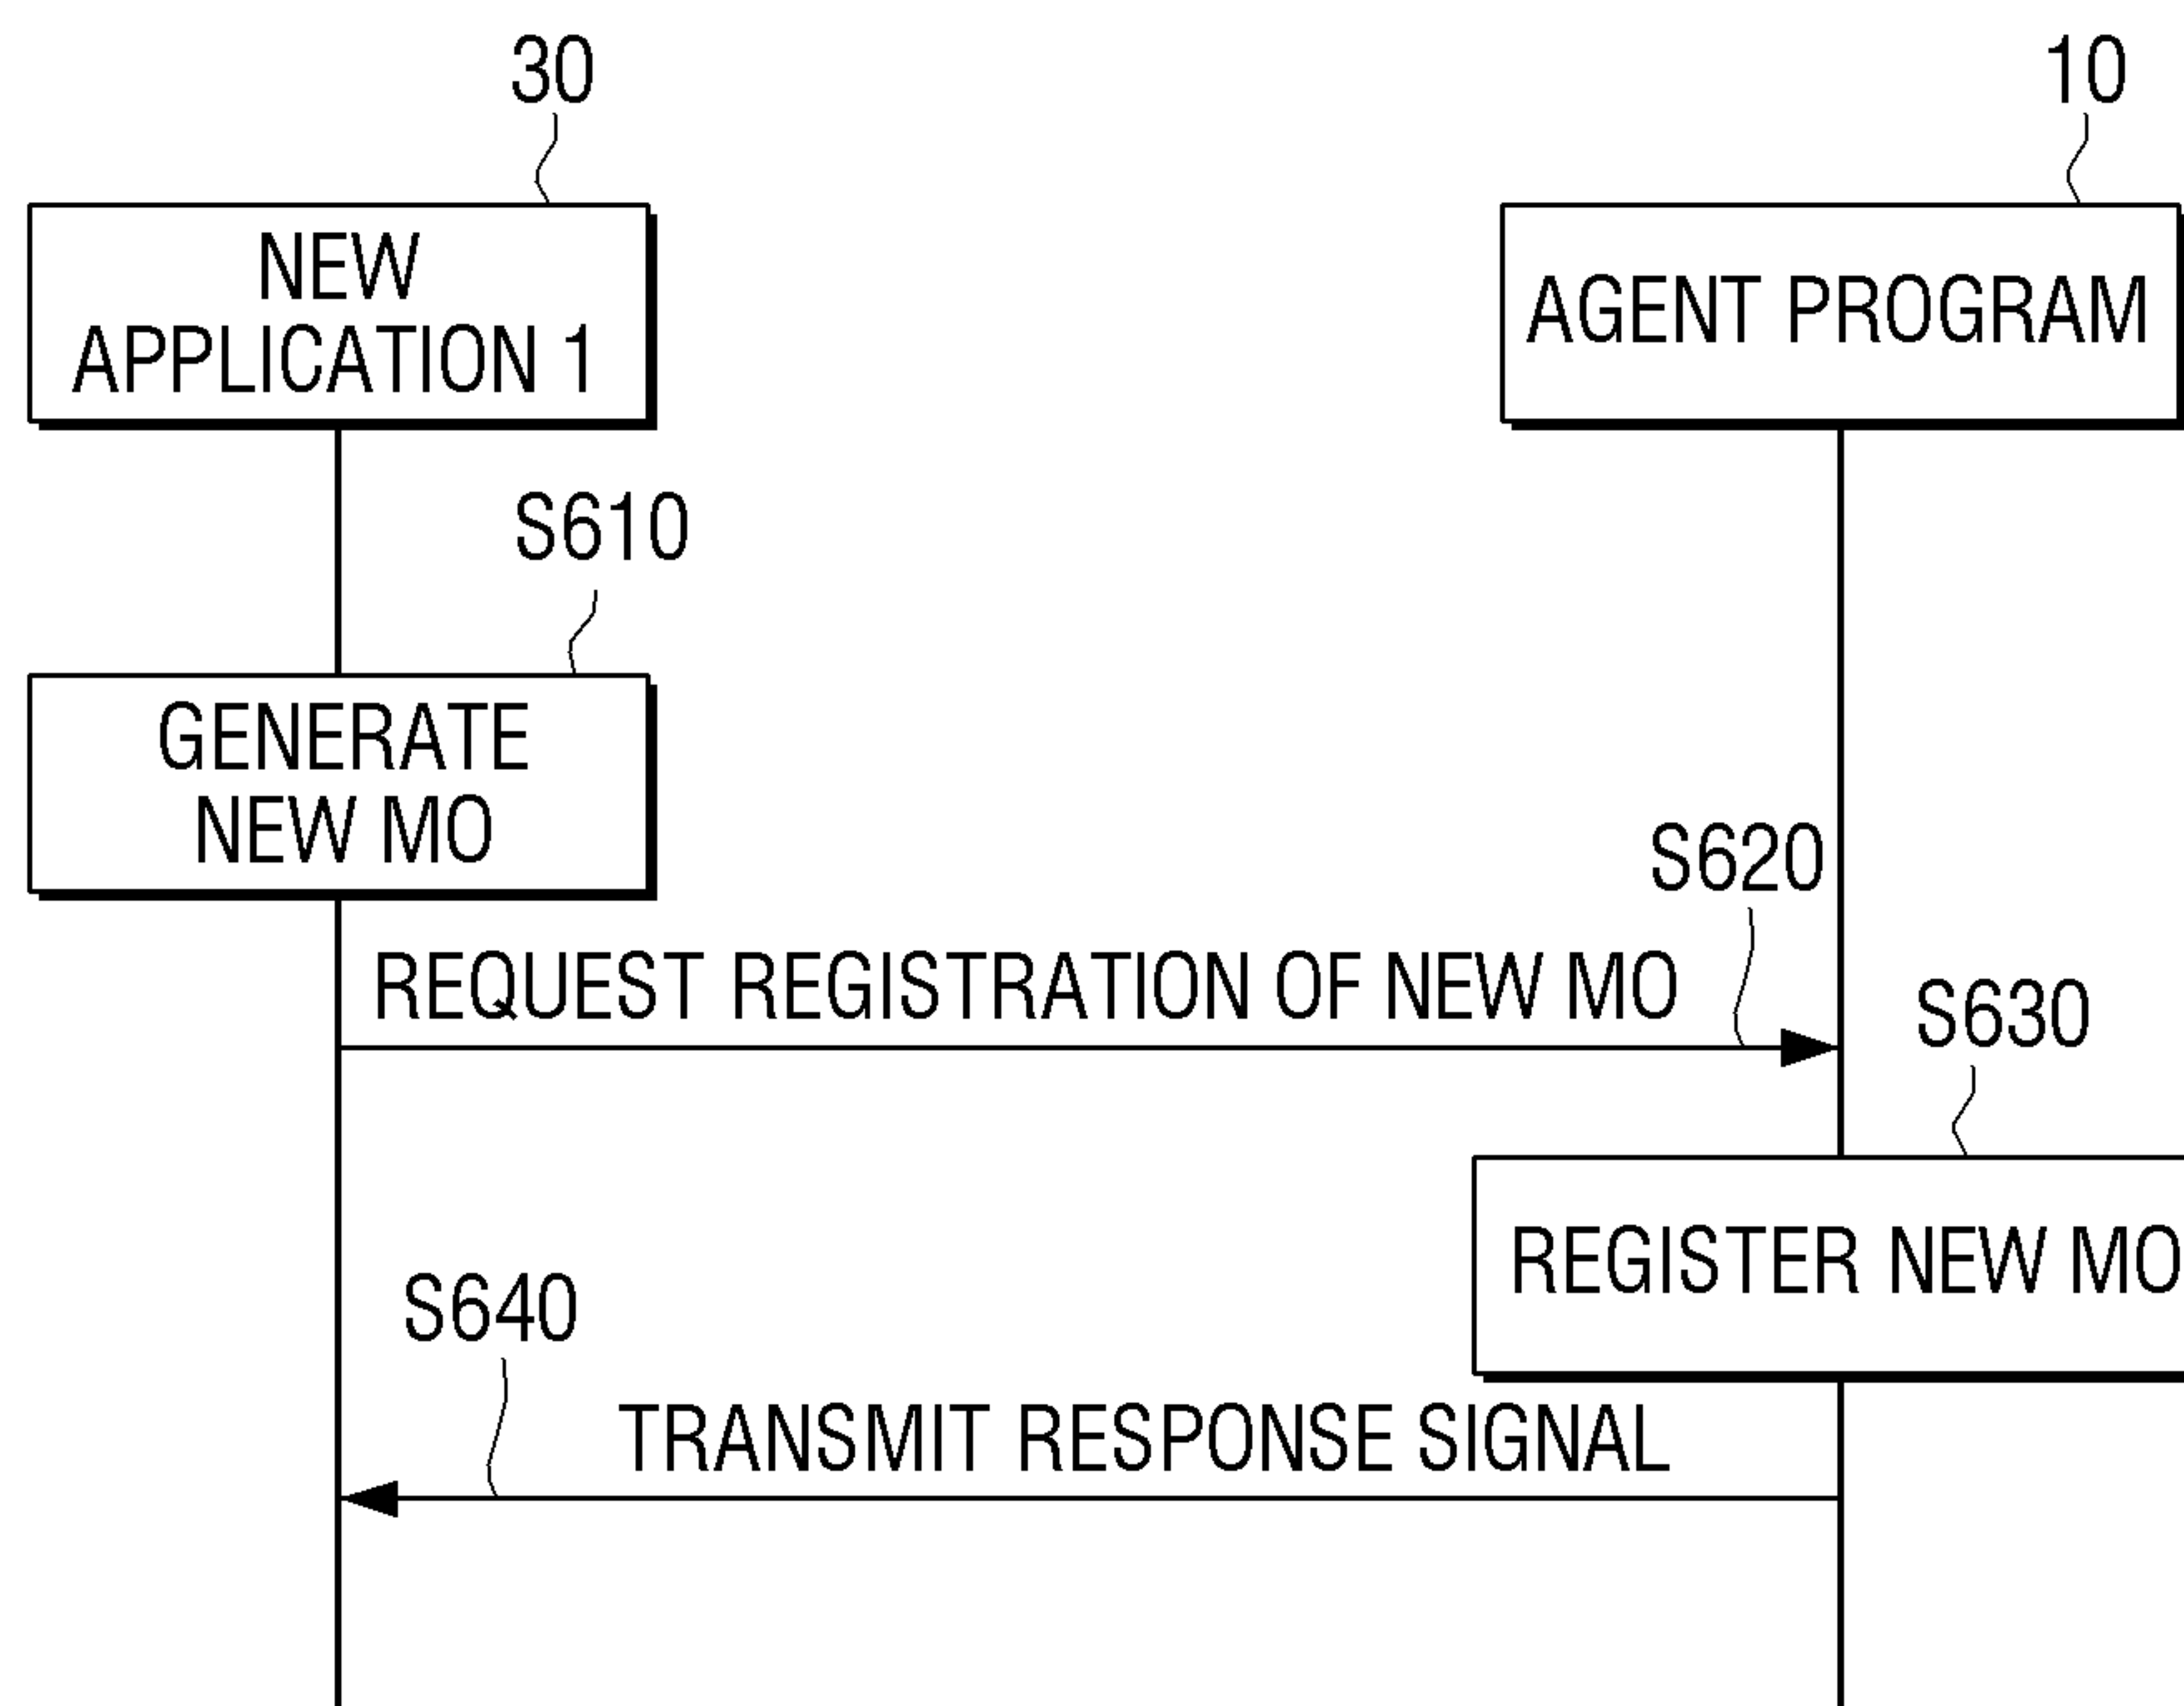 30
10
NEW
APPLICATION 1
AGENT PROGRAM
S610
GENERATE
NEW MO
S620
REQUEST REGISTRATION OF NEW MO
S630
REGISTER NEW MO
S640
TRANSMIT RESPONSE SIGNAL